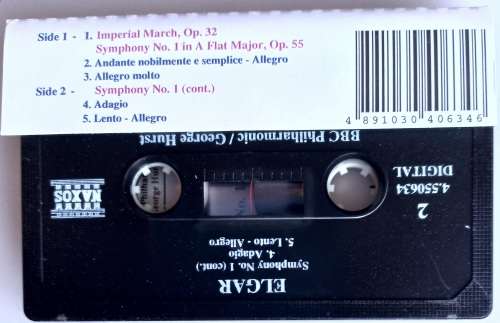 Side 1 - 1. Imperial March, Op. 32
Symphony No. 1 in A Flat Major, Op. 55
2. Andante nobilmente e semplice - Allegro
3. Allegro molto
Side 2 - Symphony No. 1 (cont.)
4. Adagio
5. Lento - Allegro
4 891030 406346
ELGAR
Symphony No. 1 (cont.)
4. Adagio
5. Lento - Allegro
2
4.550634
DIGITAL
NAXOS
BBC Philharmonic / George Hurst